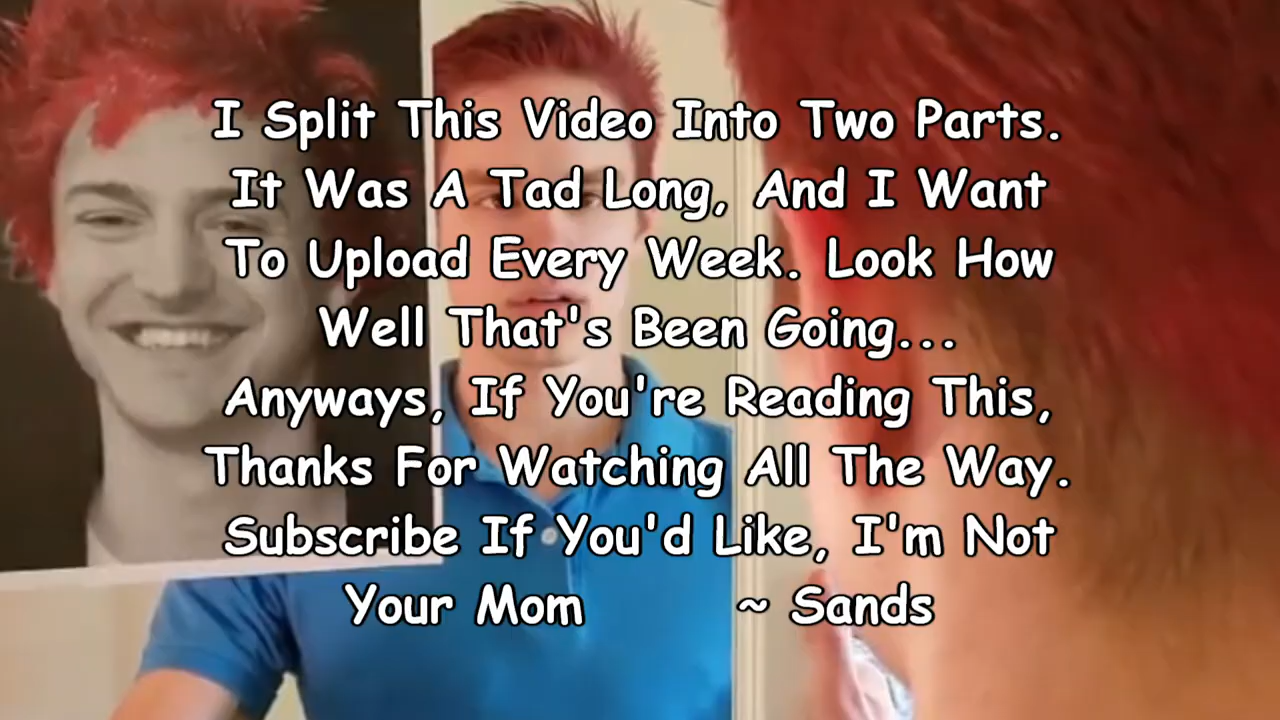 I Split This Video Into Two Parts.
It Was A Tad Long, And I Want
To Upload Every Week. Look How
Well That's Been Going...
Anyways, If You're Reading This,
Thanks For Watching All The Way.
Subscribe If You'd Like, I'm Not
Your Mom ~ Sands